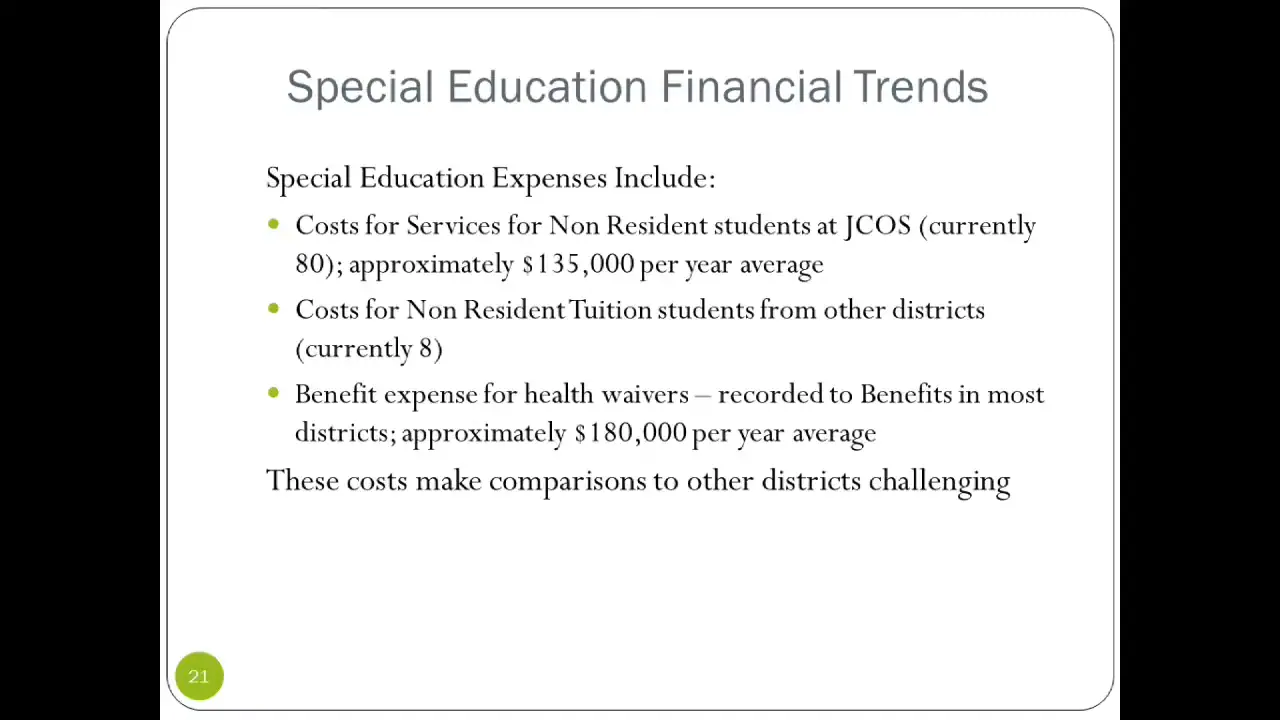 Special Education Financial Trends
Special Education Expenses Include:
• Costs for Services for Non Resident students at JCOS (currently
80); approximately $135,000 per year average
• Costs for Non Resident Tuition students from other districts
(currently 8)
• Benefit expense for health waivers – recorded to Benefits in most
districts; approximately $180,000 per year average
These costs make comparisons to other districts challenging
21